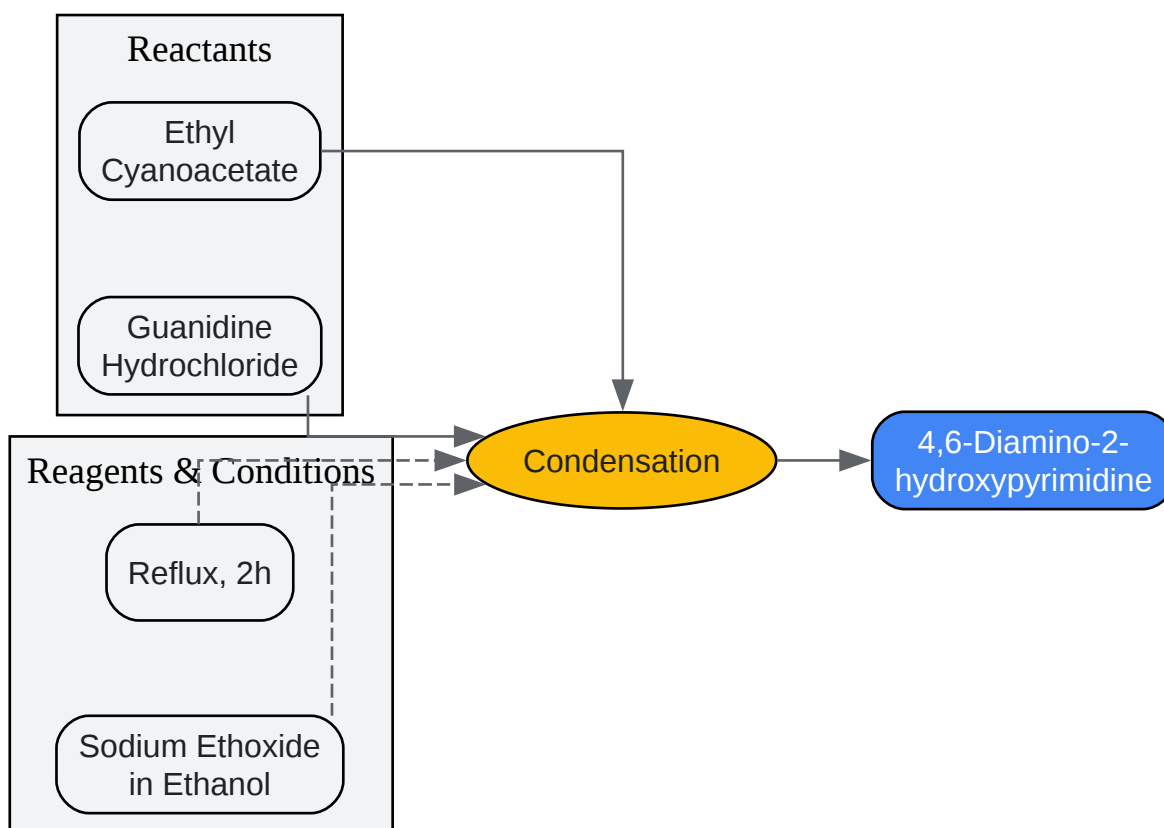 Reactants
Ethyl
Cyanoacetate
Guanidine
Hydrochloride
Reagents & Conditions
Reflux, 2h
Sodium Ethoxide
in Ethanol
Condensation
4,6-Diamino-2-
hydroxypyrimidine